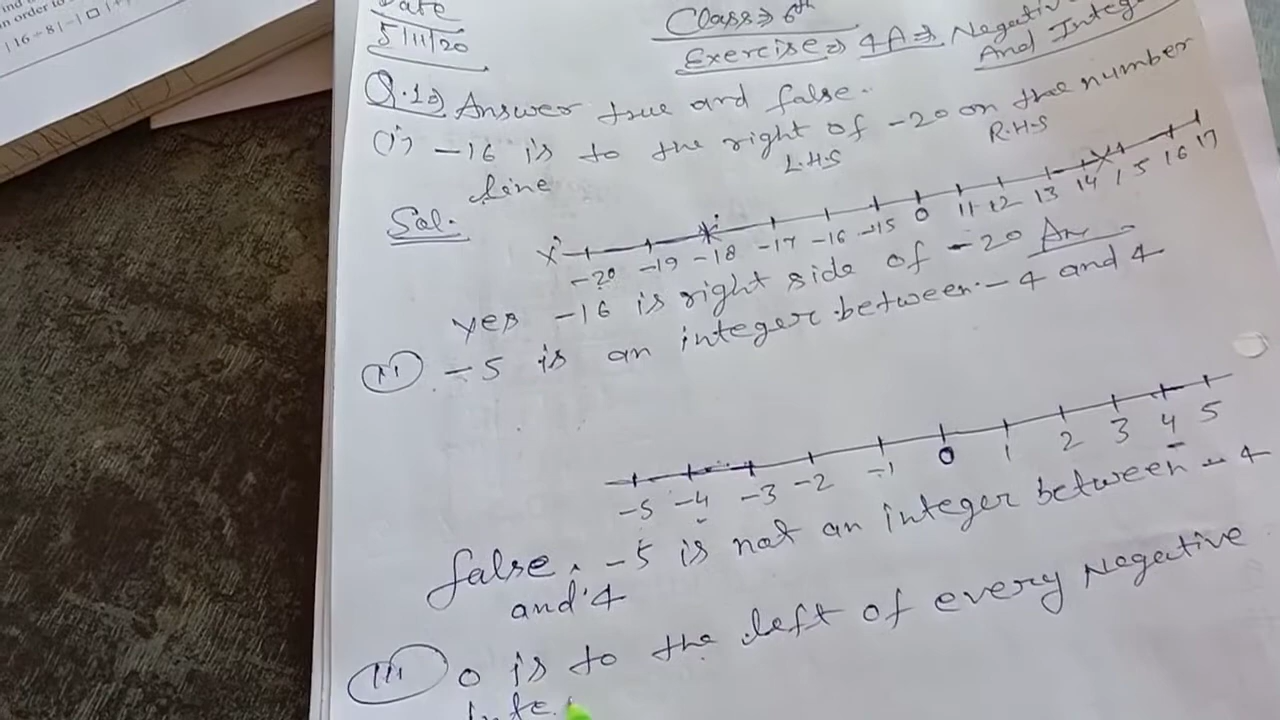 |16÷8|-|□|
Date
5/11/20
Class⇒ 6th
Exercise⇒ 4A⇒ Negative
And Integ
Q.1⇒ Answer true and false.
(i) -16 is to the right of -20 on the number
line
L.H.S R.H.S
Sol.
-20 -19 -18 -17 -16 -15 0 11 12 13 14 15 16 17
yes -16 is right side of -20 Ans
(ii) -5 is an integer between -4 and 4
-5 -4 -3 -2 -1 0 1 2 3 4 5
false, -5 is not an integer between -4
and 4
(iii) 0 is to the left of every Negative
Inte